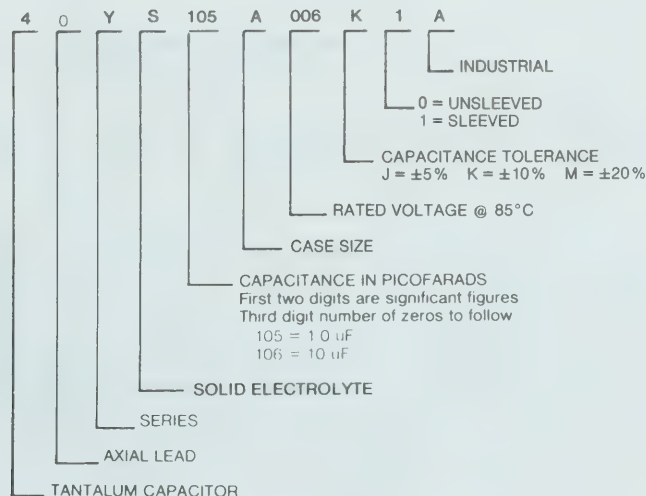 4 0 Y S 105 A 006 K 1 A
INDUSTRIAL
0 = UNSLEEVED
1 = SLEEVED
CAPACITANCE TOLERANCE
J = ±5% K = ±10% M = ±20%
RATED VOLTAGE @ 85°C
CASE SIZE
CAPACITANCE IN PICOFARADS
First two digits are significant figures
Third digit number of zeros to follow
105 = 1 0 uF
106 = 10 uF
SOLID ELECTROLYTE
SERIES
AXIAL LEAD
TANTALUM CAPACITOR